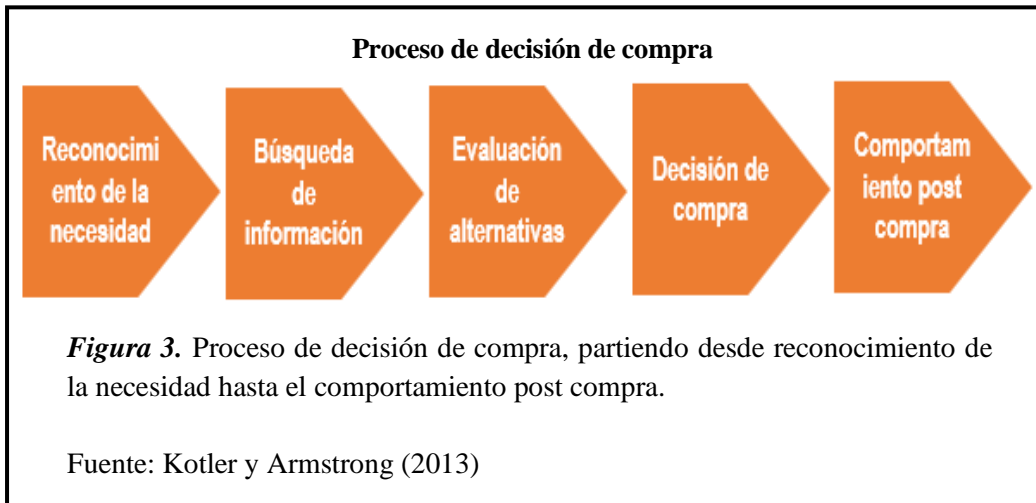 Proceso de decisión de compra
Reconocimi
ento de la
necesidad
Búsqueda
de
información
Evaluación
de
alternativas
Decisión de
compra
Comportam
iento post
compra
Figura 3. Proceso de decisión de compra, partiendo desde reconocimiento de
la necesidad hasta el comportamiento post compra.
Fuente: Kotler y Armstrong (2013)